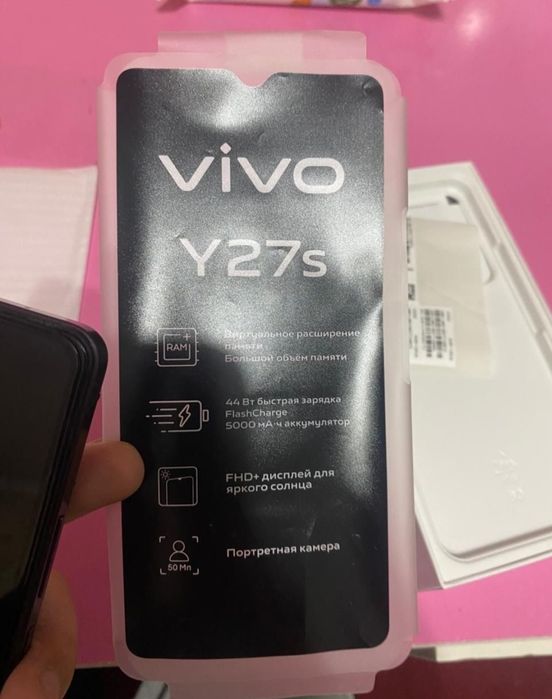 vivo
Y27s
RAM
Виртуальное расширение
памяти
Большой объём памяти
44 Вт быстрая зарядка
FlashCharge
5000 мА·ч аккумулятор
FHD+ дисплей для
яркого солнца
50 Мп
Портретная камера